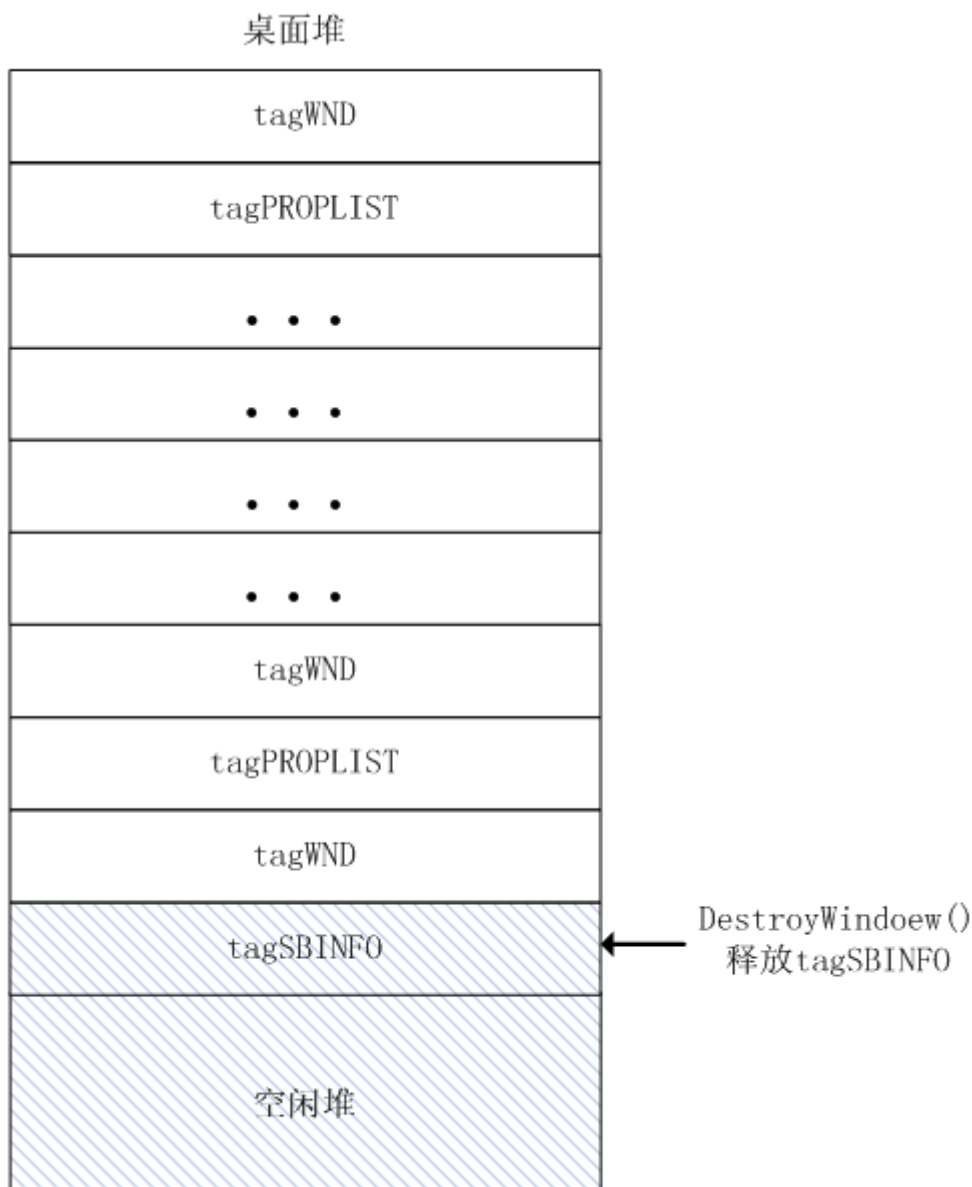 桌面堆
tagWND
tagPROPLIST
. . .
. . .
. . .
. . .
tagWND
tagPROPLIST
tagWND
tagSBINFO
DestroyWindoew()
释放tagSBINFO
空闲堆